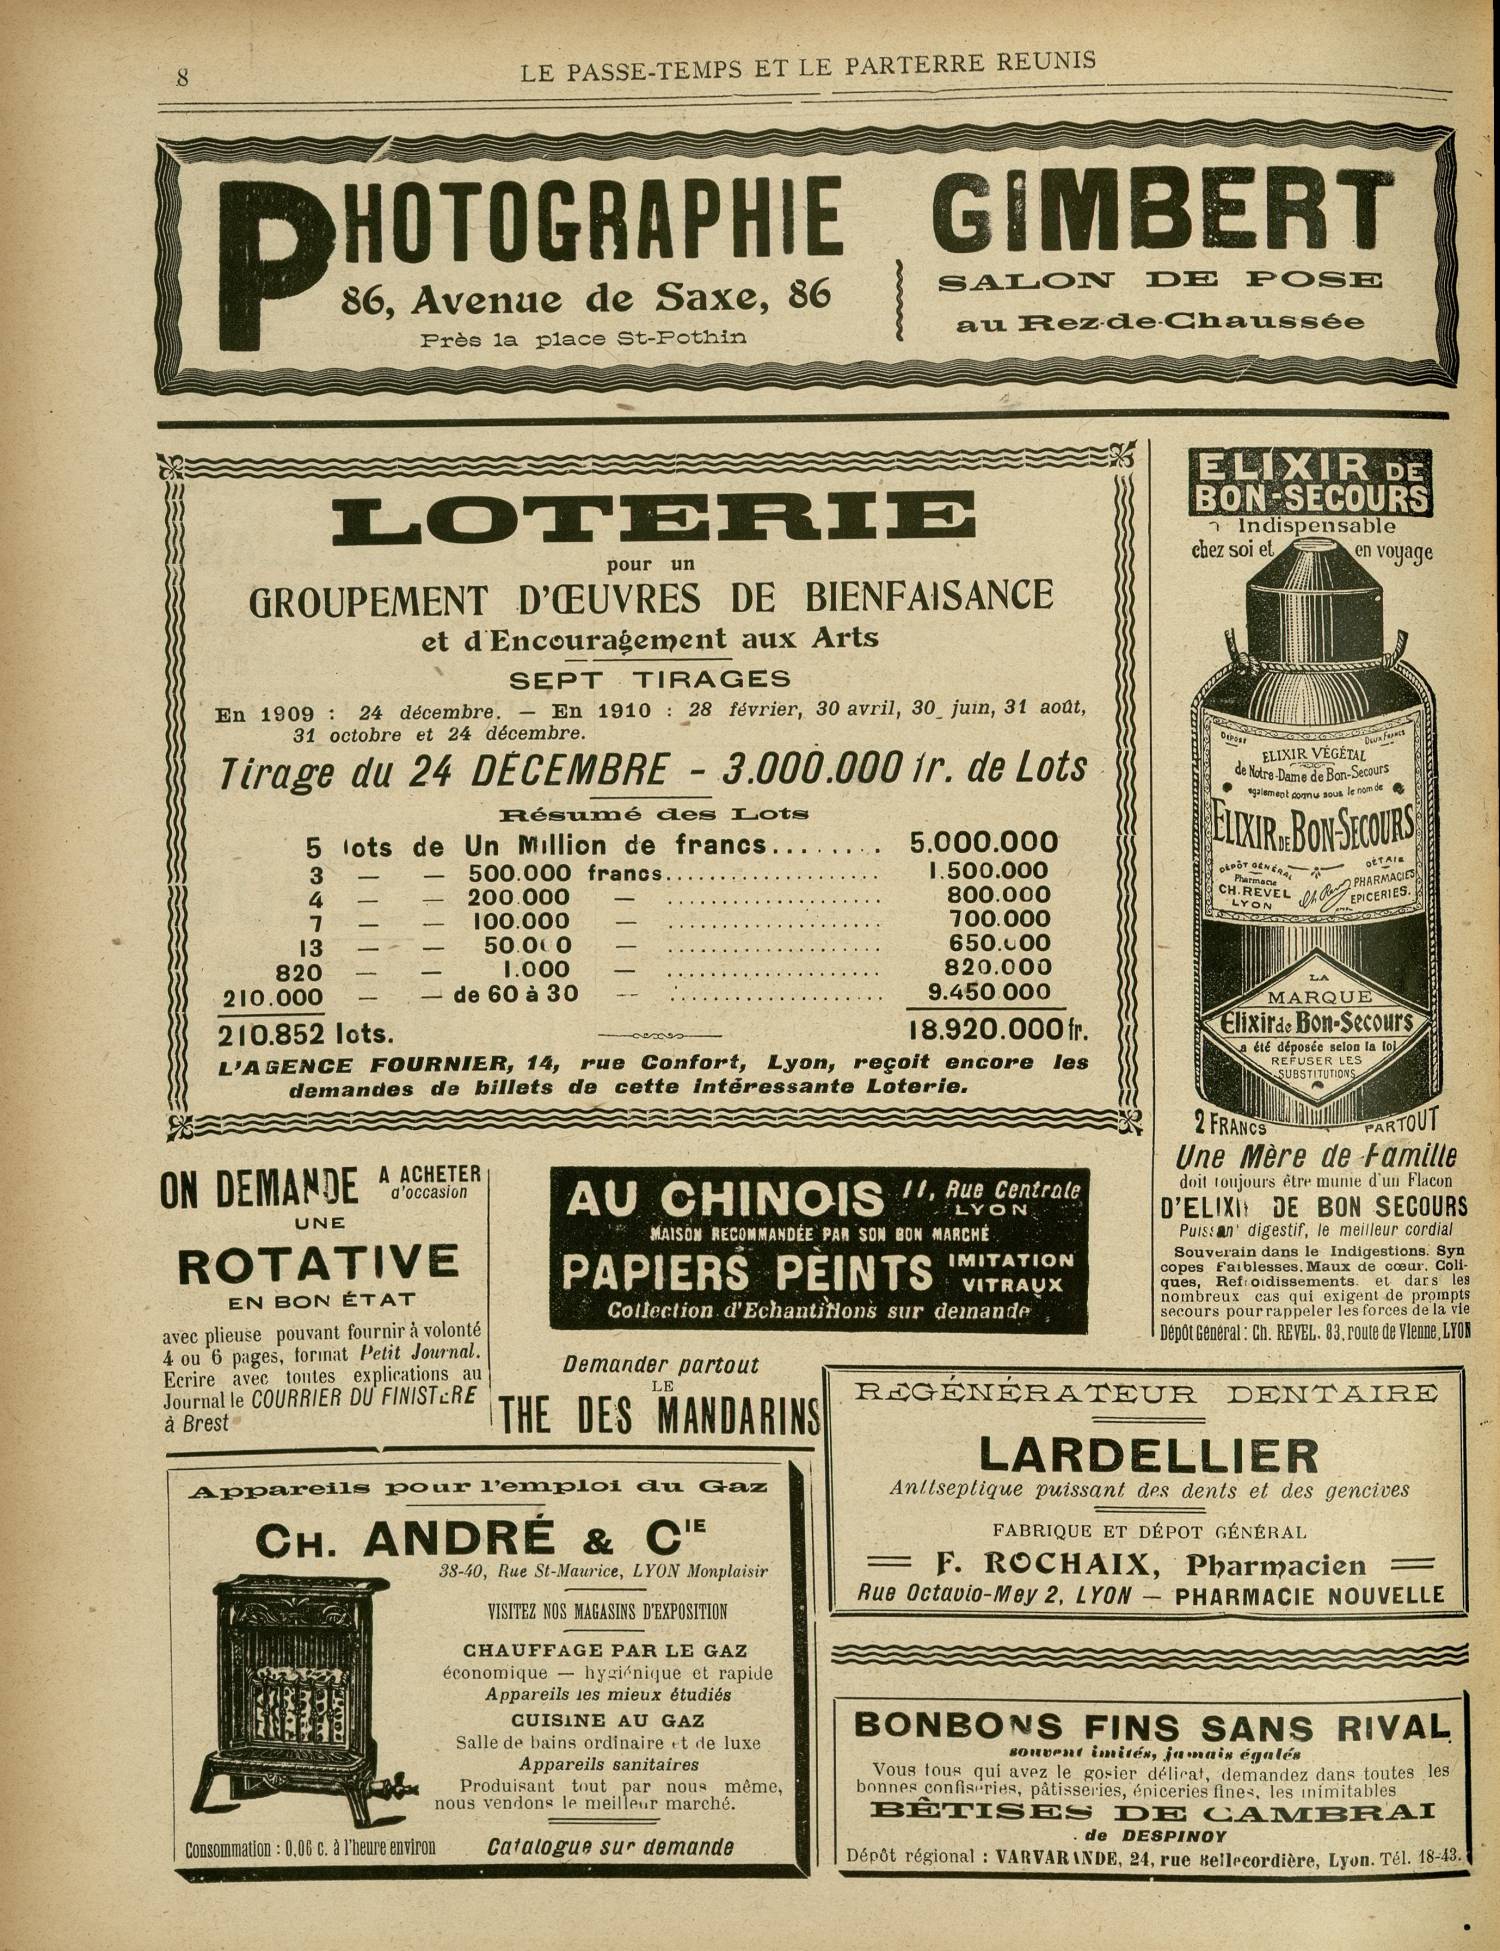 8
LE PASSE-TEMPS ET LE PARTERRE REUNIS
PHOTOGRAPHIE GIMBERT
86, Avenue de Saxe, 86
Près la place St-Pothin
SALON DE POSE
au Rez-de-Chaussée
LOTERIE
pour un
GROUPEMENT D'ŒUVRES DE BIENFAISANCE
et d'Encouragement aux Arts
SEPT TIRAGES
En 1909 : 24 décembre. — En 1910 : 28 février, 30 avril, 30 juin, 31 août,
31 octobre et 24 décembre.
Tirage du 24 DÉCEMBRE - 3.000.000 fr. de Lots
Résumé des Lots
5 lots de Un Million de francs........ 5.000.000
3 — — 500.000 francs.................... 1.500.000
4 — — 200.000 — .................... 800.000
7 — — 100.000 .................... 700.000
13 — — 50.000 — .................... 650.000
820 — — 1.000 — .................... 820.000
210.000 — — de 60 à 30 — .................... 9.450 000
210.852 lots. 18.920.000 fr.
L'AGENCE FOURNIER, 14, rue Confort, Lyon, reçoit encore les
demandes de billets de cette intéressante Loterie.
ELIXIR DE
BON-SECOURS
Indispensable
chez soi et en voyage
DÉPOSÉ DEUX FRANCS
ELIXIR VÉGÉTAL
de Notre-Dame de Bon-Secours
également connu sous le nom de
ELIXIR DE BON-SECOURS
DÉPÔT GÉNÉRAL
Pharmacie
CH. REVEL
LYON
DÉTAIL
PHARMACIES
EPICERIES.
LA
MARQUE
Elixir de Bon-Secours
a été déposée selon la loi
REFUSER LES
SUBSTITUTIONS
2 FRANCS PARTOUT
Une Mère de Famille
doit toujours être munie d'un Flacon
D'ELIXIR DE BON SECOURS
Puissant digestif, le meilleur cordial
Souverain dans le Indigestions. Syn
copes Faiblesses. Maux de cœur. Coli-
ques, Refroidissements et dans les
nombreux cas qui exigent de prompts
secours pour rappeler les forces de la vie
Dépôt Général : Ch. REVEL. 83, route de Vienne, LYON
ON DEMANDE A ACHETER
d'occasion
UNE
ROTATIVE
EN BON ÉTAT
avec plieuse pouvant fournir à volonté
4 ou 6 pages, format Petit Journal.
Ecrire avec toutes explications au
Journal le COURRIER DU FINISTÈRE
à Brest
AU CHINOIS 11, Rue Centrale
LYON
MAISON RECOMMANDÉE PAR SON BON MARCHÉ
PAPIERS PEINTS IMITATION
VITRAUX
Collection d'Echantillons sur demande
Demander partout
LE
THE DES MANDARINS
REGÉNÉRATEUR DENTAIRE
LARDELLIER
Antiseptique puissant des dents et des gencives
FABRIQUE ET DÉPOT GÉNÉRAL
F. ROCHAIX, Pharmacien
Rue Octavio-Mey 2, LYON — PHARMACIE NOUVELLE
Appareils pour l'emploi du Gaz
CH. ANDRÉ & CIE
38-40, Rue St-Maurice, LYON Monplaisir
VISITEZ NOS MAGASINS D'EXPOSITION
CHAUFFAGE PAR LE GAZ
économique — hygiénique et rapide
Appareils les mieux étudiés
CUISINE AU GAZ
Salle de bains ordinaire et de luxe
Appareils sanitaires
Produisant tout par nous même,
nous vendons le meilleur marché.
Consommation : 0,06 c. à l'heure environ
Catalogue sur demande
BONBONS FINS SANS RIVAL
souvent imités, jamais égalés
Vous tous qui avez le gosier délicat, demandez dans toutes les
bonnes confiseries, pâtisseries, épiceries fines, les inimitables
BÊTISES DE CAMBRAI
de DESPINOY
Dépôt régional : VARVARANDE, 24, rue Bellecordière, Lyon. Tél. 18-43.